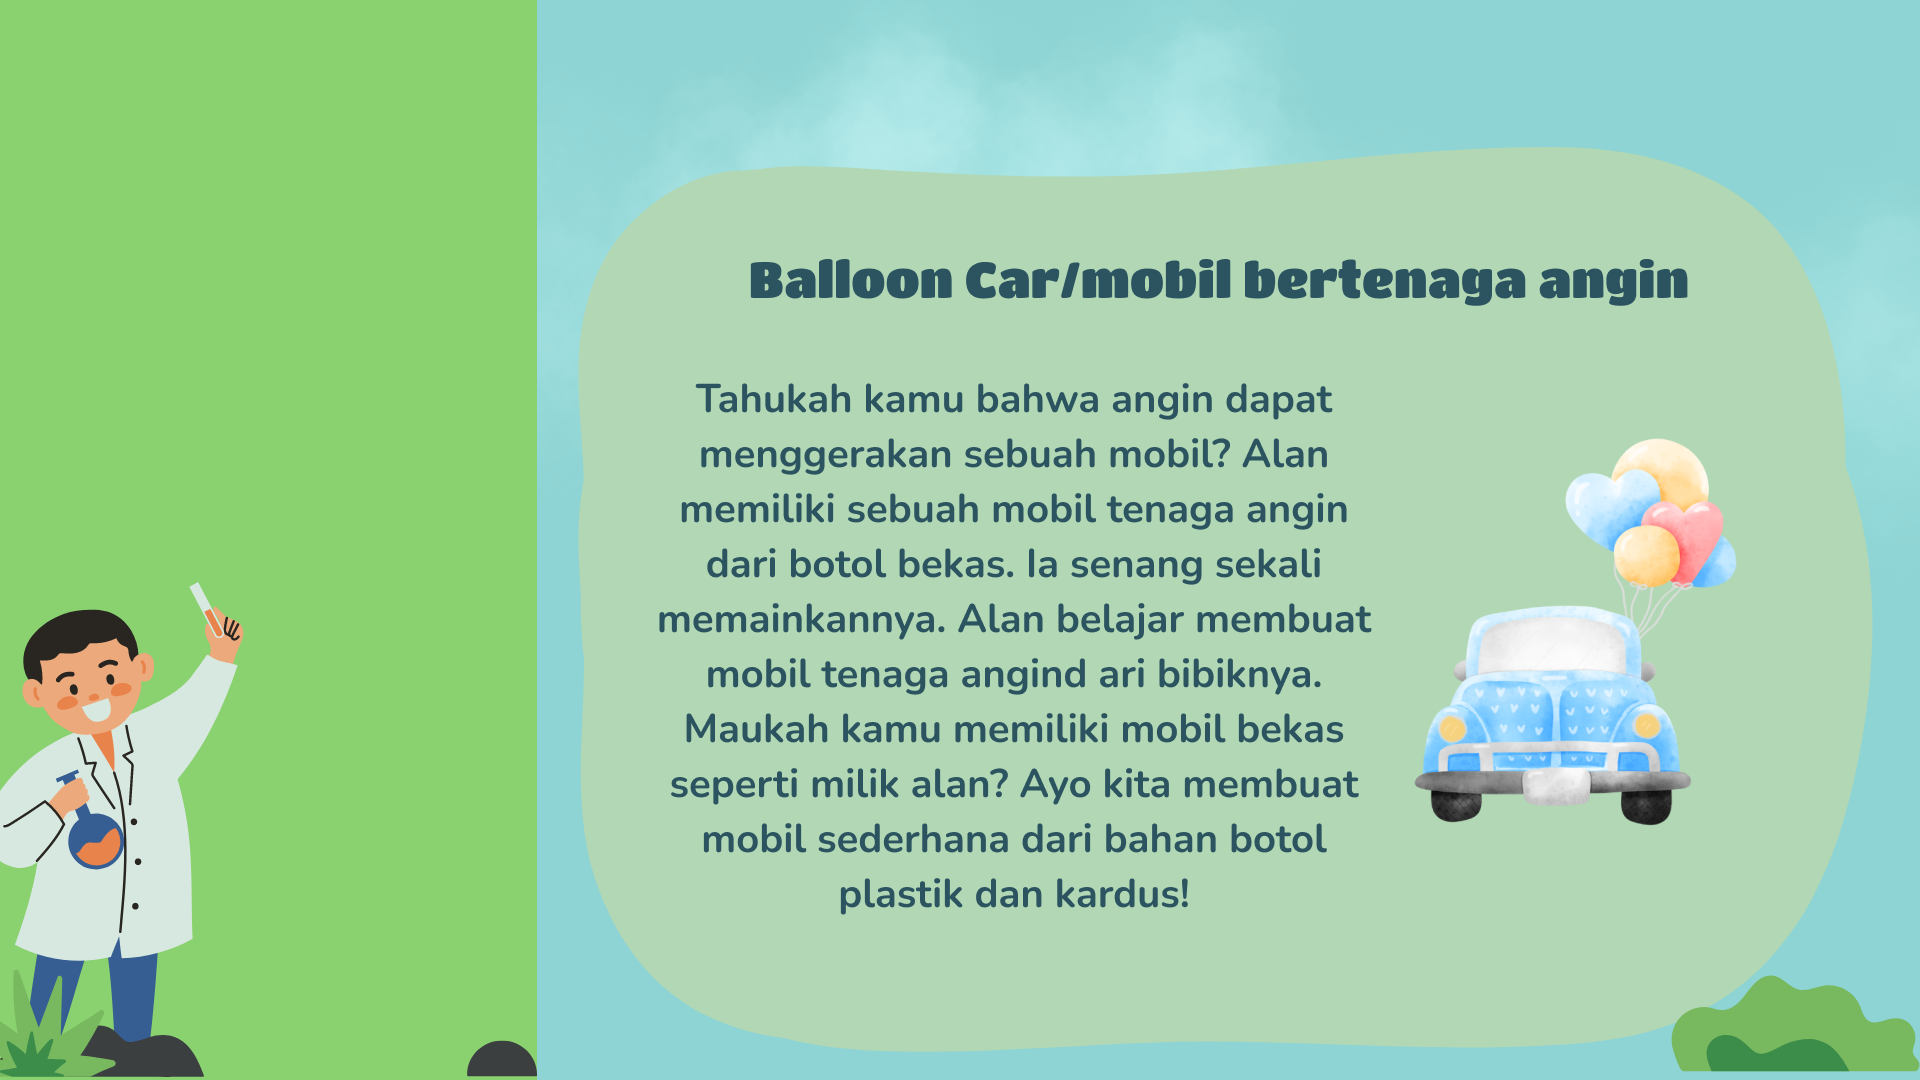 Balloon Car/mobil bertenaga angin
Tahukah kamu bahwa angin dapat
menggerakan sebuah mobil? Alan
memiliki sebuah mobil tenaga angin
dari botol bekas. Ia senang sekali
memainkannya. Alan belajar membuat
mobil tenaga angind ari bibiknya.
Maukah kamu memiliki mobil bekas
seperti milik alan? Ayo kita membuat
mobil sederhana dari bahan botol
plastik dan kardus!